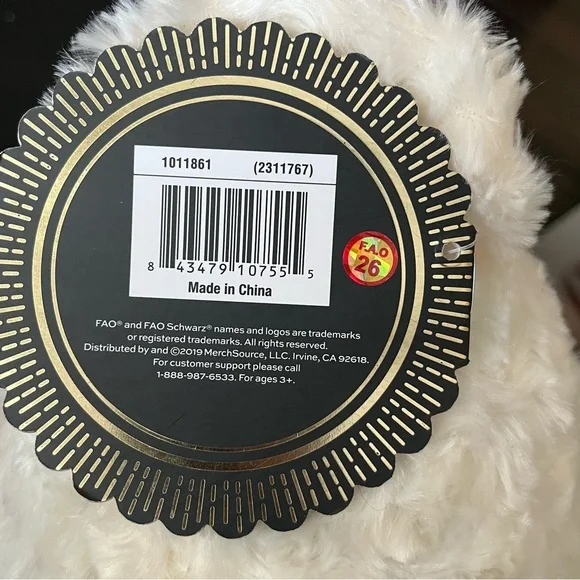 1011861 (2311767)
8 43479 10755 5
Made in China
F.A.O
26
FAO® and FAO Schwarz® names and logos are trademarks
or registered trademarks. All rights reserved.
Distributed by and ©2019 MerchSource, LLC. Irvine, CA 92618.
For customer support please call
1-888-987-6533. For ages 3+.